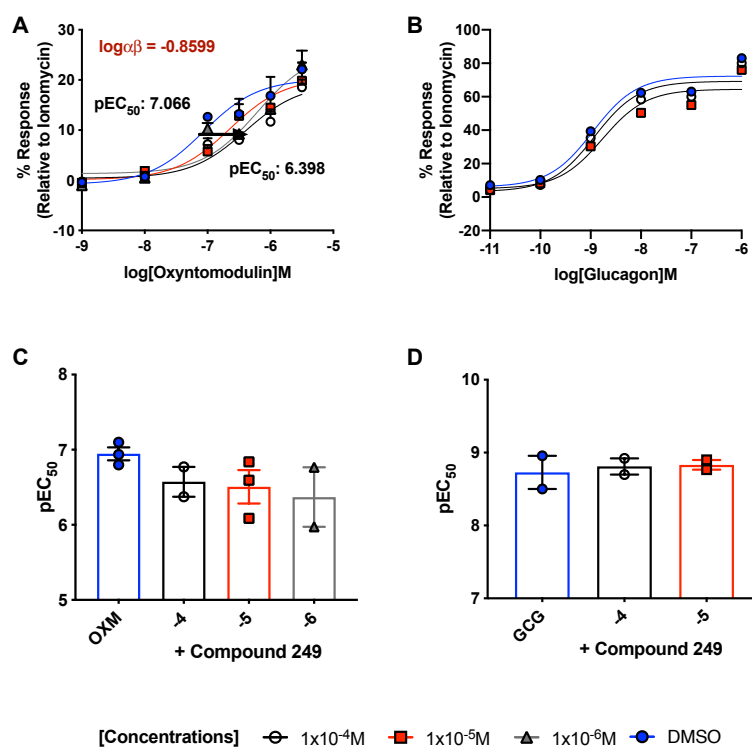 A
logαβ = -0.8599
% Response
(Relative to Ionomycin)
30
20
10
0
-10
pEC50: 7.066
pEC50: 6.398
-9 -8 -7 -6 -5
log[Oxyntomodulin]M
B
% Response
(Relative to Ionomycin)
100
80
60
40
20
0
-20
-11 -10 -9 -8 -7 -6
log[Glucagon]M
C
pEC50
8
7
6
5
OXM -4 -5 -6
+ Compound 249
D
pEC50
10
9
8
7
GCG -4 -5
+ Compound 249
[Concentrations] 1x10-4M 1x10-5M 1x10-6M DMSO